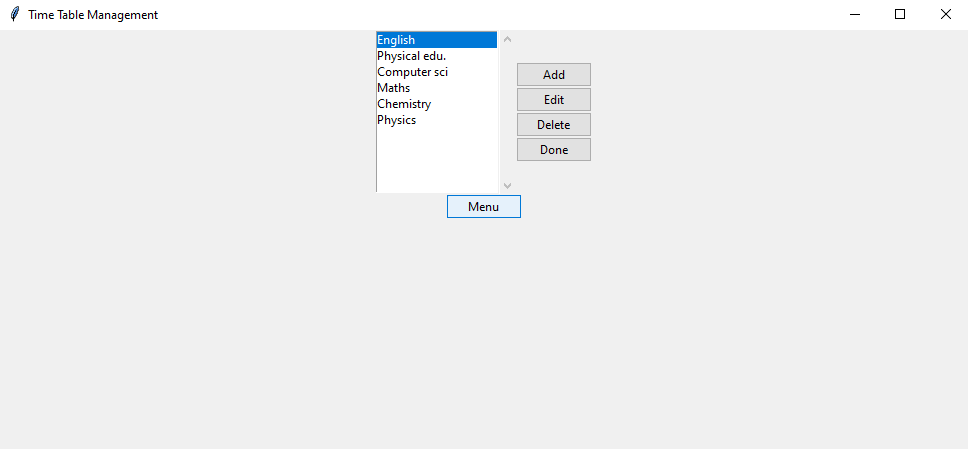 Time Table Management
English
Physical edu.
Computer sci
Maths
Chemistry
Physics
Add
Edit
Delete
Done
Menu